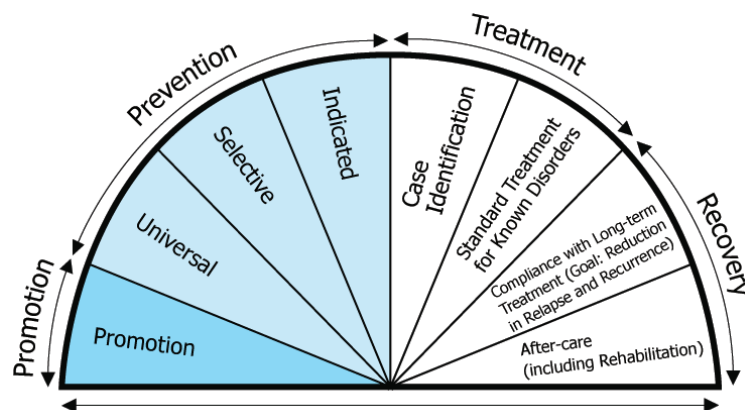 Promotion
Prevention
Treatment
Recovery
Promotion
Universal
Selective
Indicated
Case
Identification
Standard Treatment
for Known Disorders
Compliance with Long-term
Treatment (Goal: Reduction
in Relapse and Recurrence)
After-care
(including Rehabilitation)